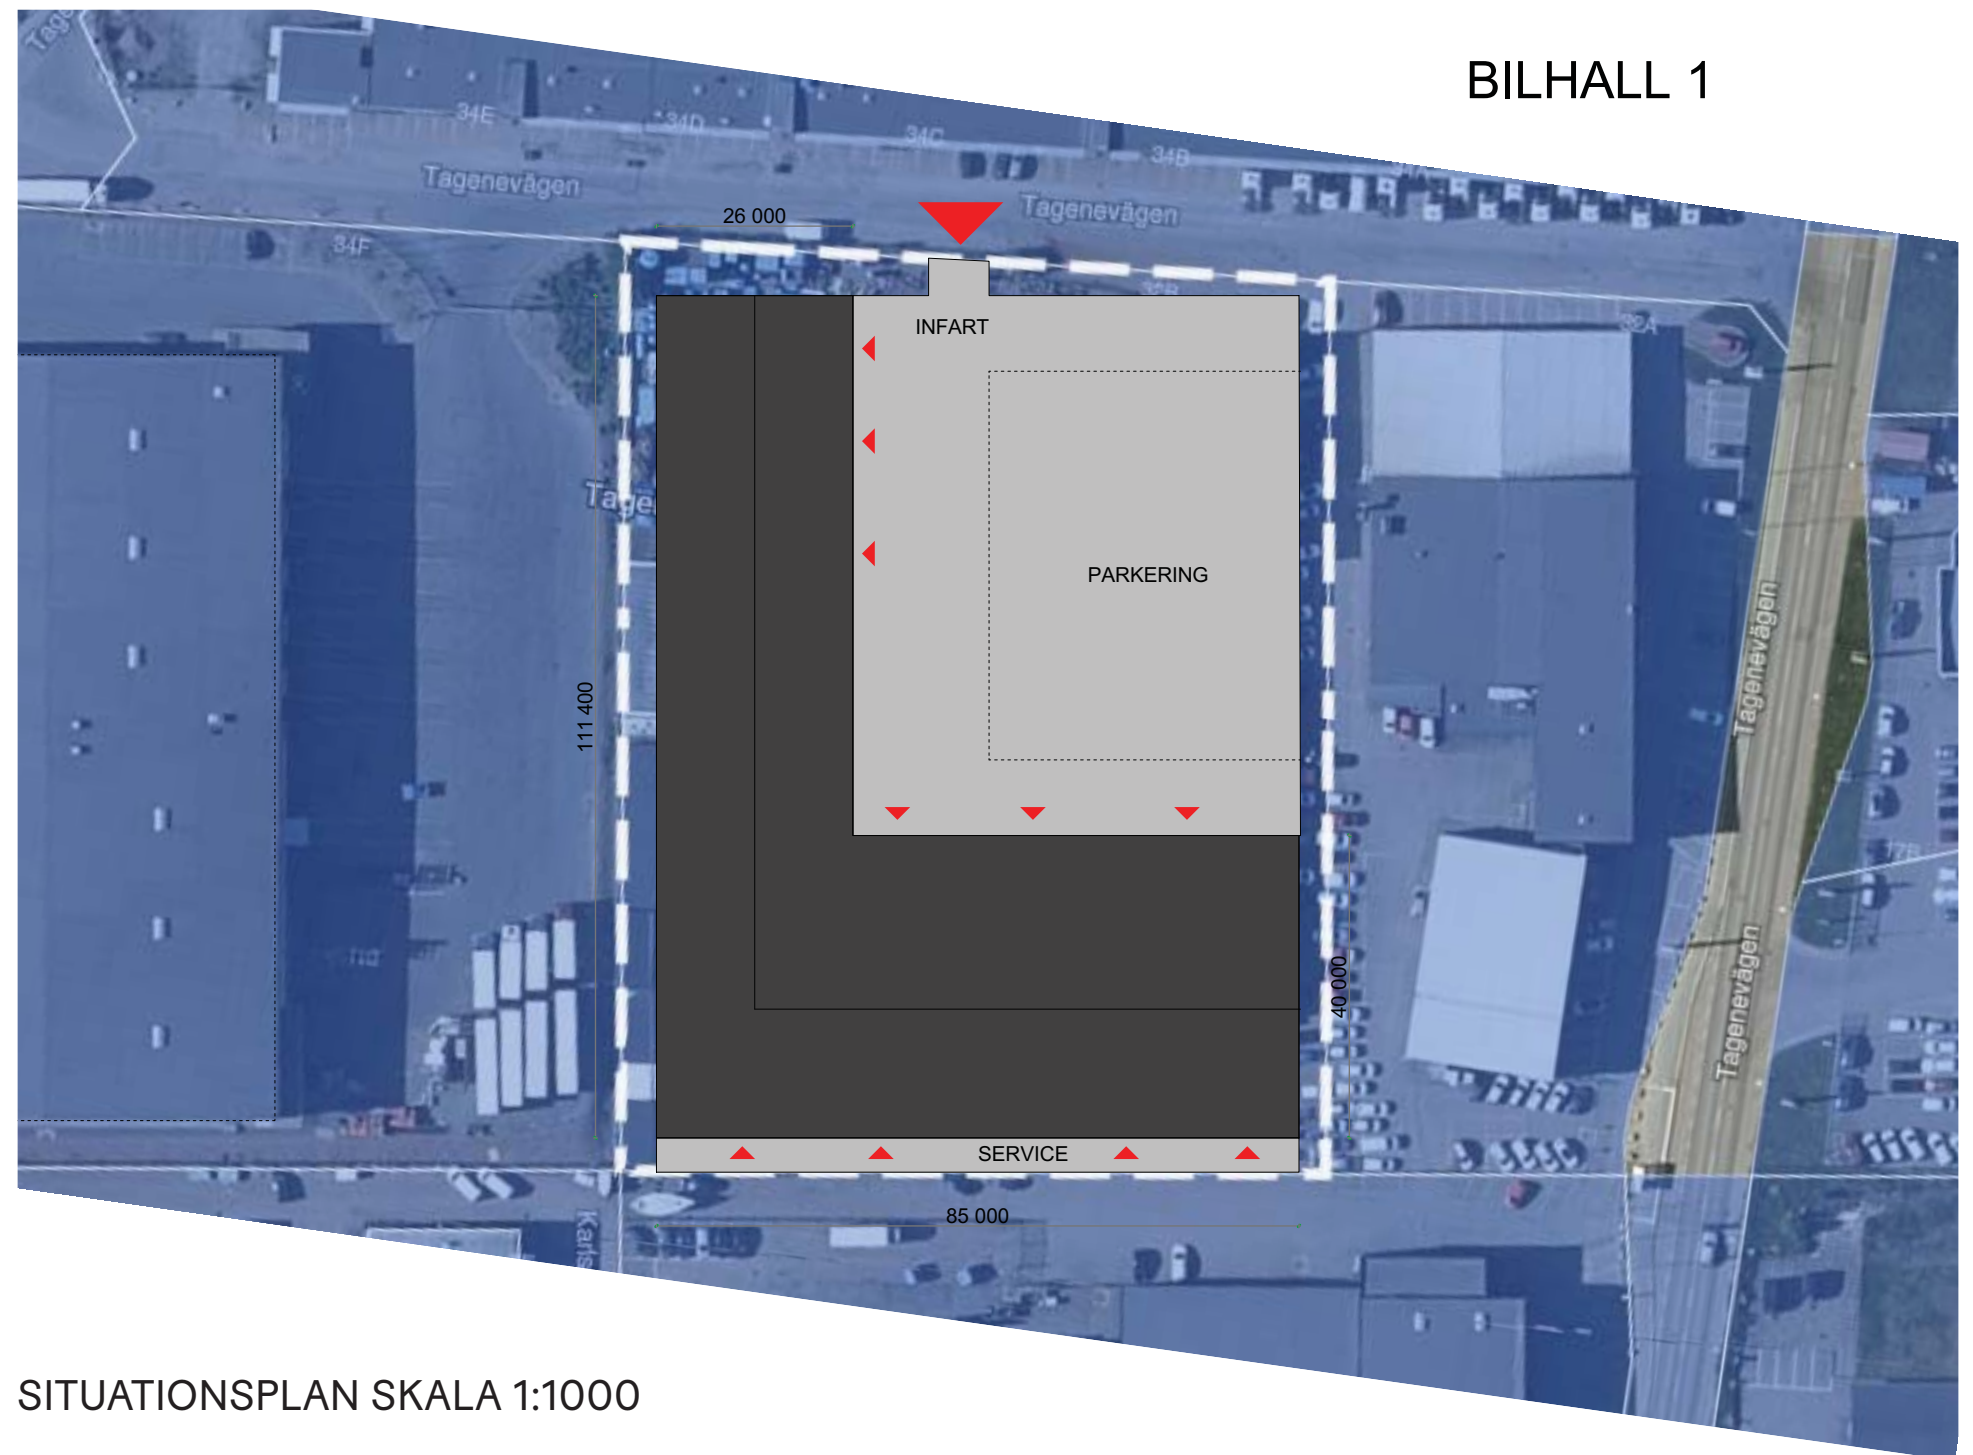 BILHALL 1
34E
34D
34C
34B
Tagenevägen
Tagenevägen
26 000
34F
INFART
32A
PARKERING
111 400
Tagenevägen
40 000
Tagenevägen
SERVICE
85 000
SITUATIONSPLAN SKALA 1:1000